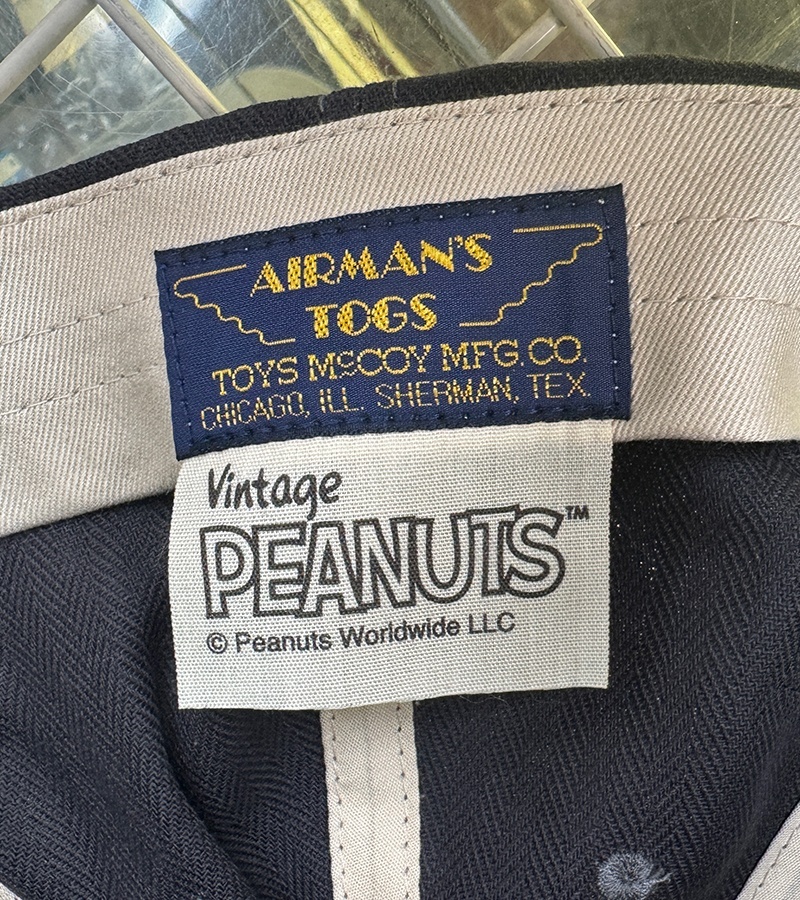 AIRMAN'S
TOGS
TOYS McCOY MFG. CO.
CHICAGO, ILL. SHERMAN, TEX.
Vintage
PEANUTS™
© Peanuts Worldwide LLC